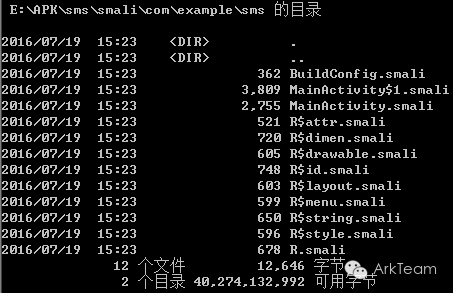 E:\APK\sms\smali\com\example\sms 的目录
2016/07/19  15:23    <DIR>          .
2016/07/19  15:23    <DIR>          ..
2016/07/19  15:23               362 BuildConfig.smali
2016/07/19  15:23             3,809 MainActivity$1.smali
2016/07/19  15:23             2,755 MainActivity.smali
2016/07/19  15:23               521 R$attr.smali
2016/07/19  15:23               720 R$dimen.smali
2016/07/19  15:23               605 R$drawable.smali
2016/07/19  15:23               748 R$id.smali
2016/07/19  15:23               603 R$layout.smali
2016/07/19  15:23               599 R$menu.smali
2016/07/19  15:23               650 R$string.smali
2016/07/19  15:23               596 R$style.smali
2016/07/19  15:23               678 R.smali
12 个文件         12,646 字节
2 个目录 40,274,132,992 可用字节
ArkTeam